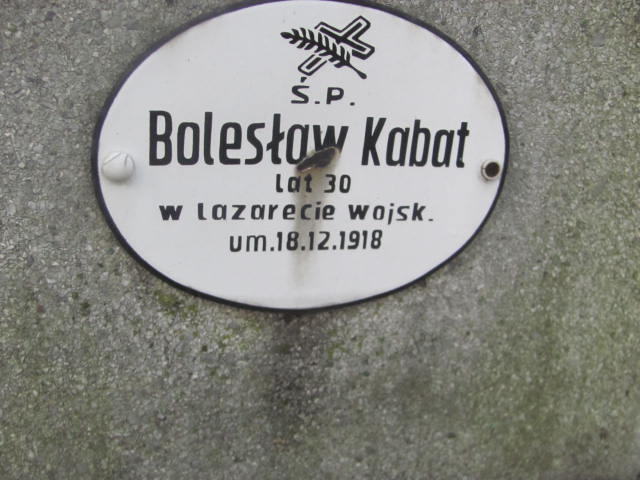 Ś.P.
Bolesław Kabat
lat 30
w lazarecie wojsk.
um.18.12.1918